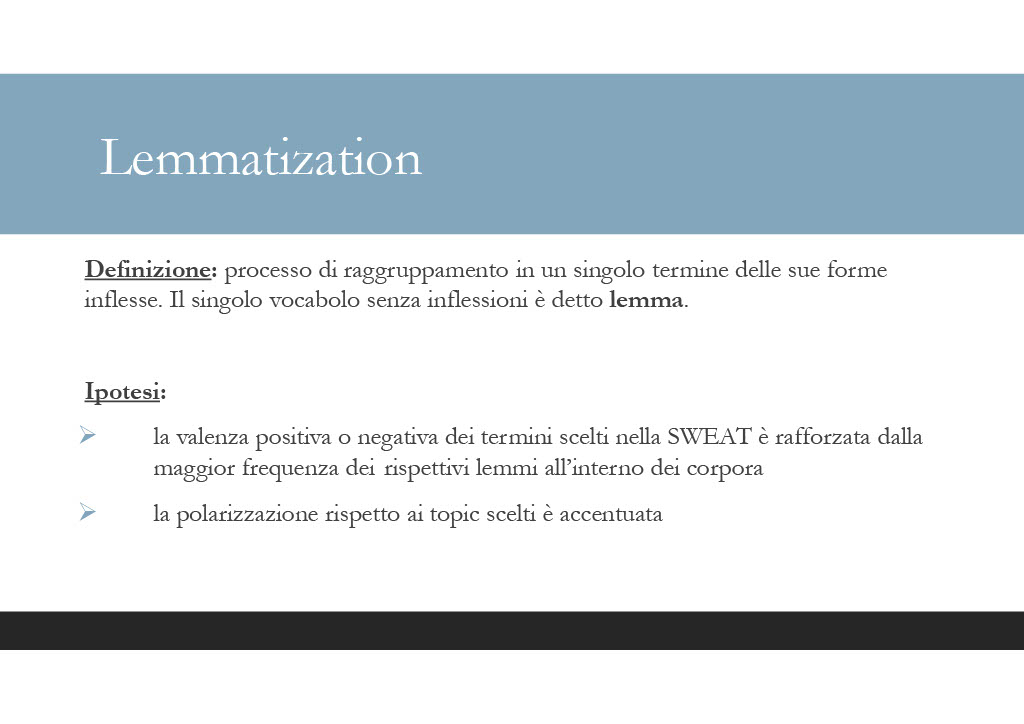 Lemmatization
Definizione: processo di raggruppamento in un singolo termine delle sue forme
inflesse. Il singolo vocabolo senza inflessioni è detto lemma.
Ipotesi:
la valenza positiva o negativa dei termini scelti nella SWEAT è rafforzata dalla
maggior frequenza dei rispettivi lemmi all’interno dei corpora
la polarizzazione rispetto ai topic scelti è accentuata